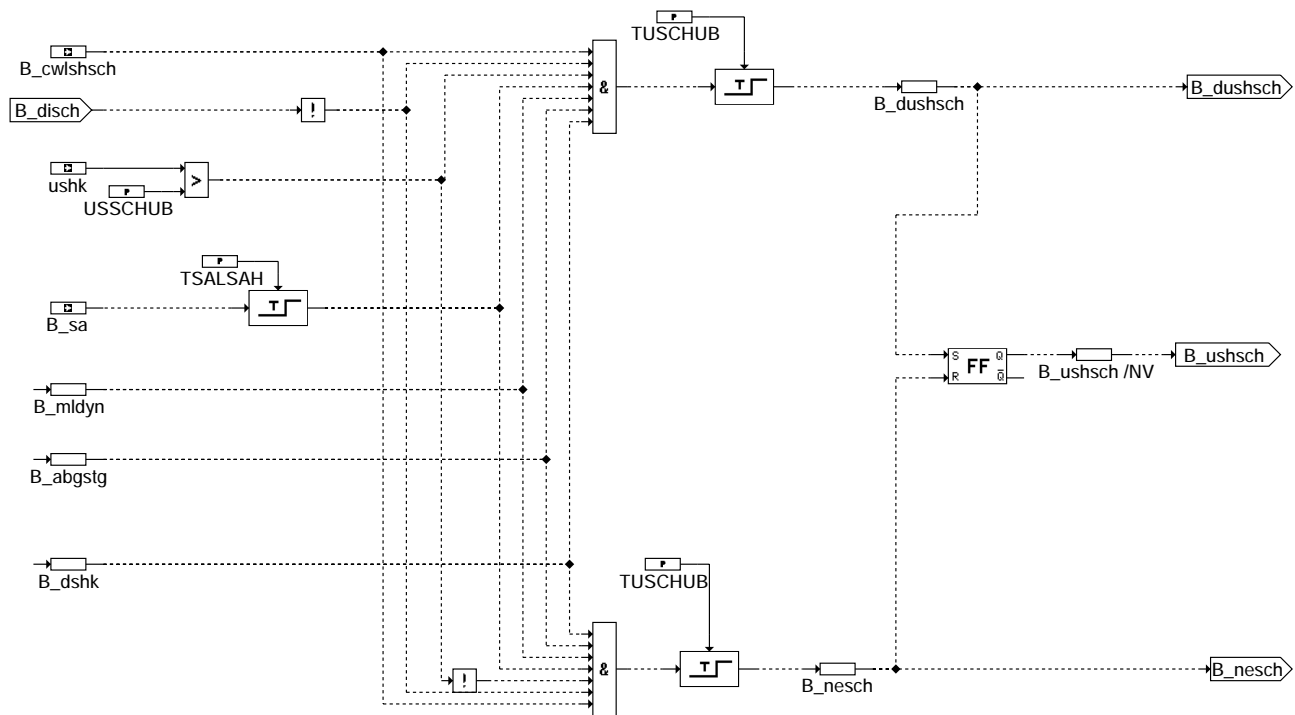 P
TUSCHUB
B_cwlshsch
B_disch
!
&
T
B_dushsch
B_dushsch
ushk
P
USSCHUB
>
P
TSALSAH
T
B_sa
S Q
FF
R Q
B_ushsch /NV
B_ushsch
B_mldyn
B_abgstg
B_dshk
P
TUSCHUB
!
&
T
B_nesch
B_nesch